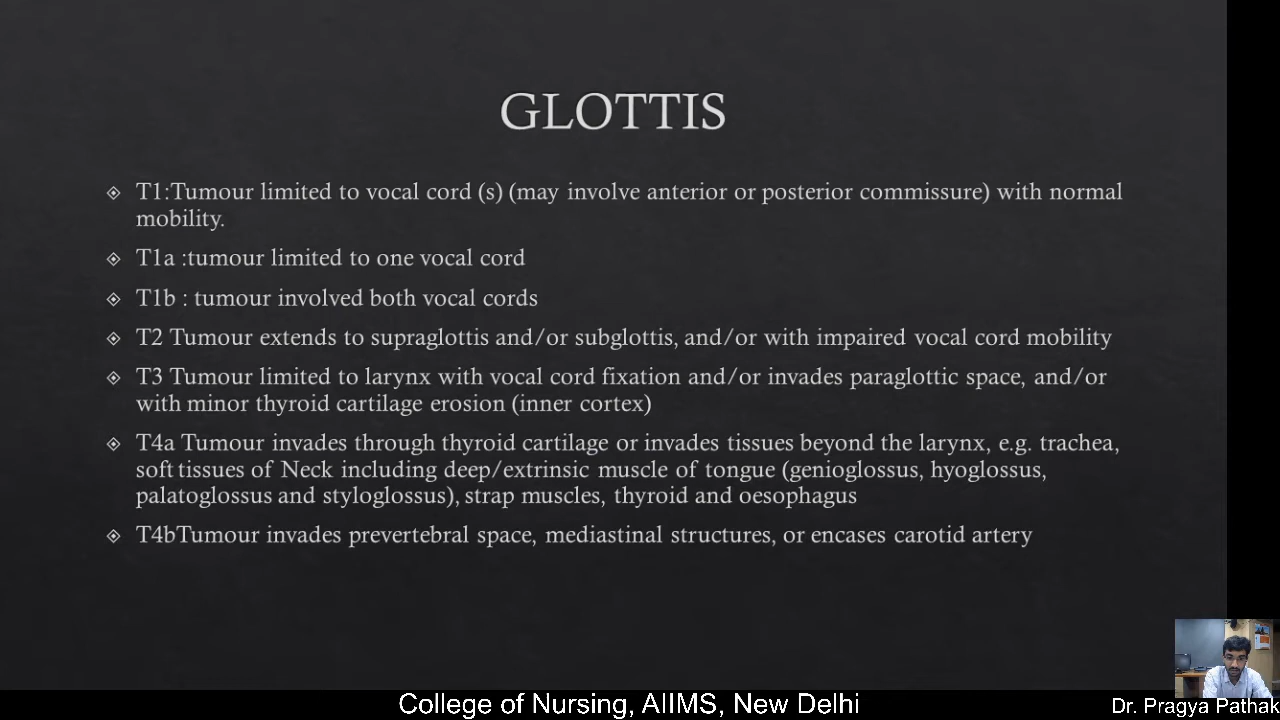 GLOTTIS
T1:Tumour limited to vocal cord (s) (may involve anterior or posterior commissure) with normal
mobility.
T1a :tumour limited to one vocal cord
T1b : tumour involved both vocal cords
T2 Tumour extends to supraglottis and/or subglottis, and/or with impaired vocal cord mobility
T3 Tumour limited to larynx with vocal cord fixation and/or invades paraglottic space, and/or
with minor thyroid cartilage erosion (inner cortex)
T4a Tumour invades through thyroid cartilage or invades tissues beyond the larynx, e.g. trachea,
soft tissues of Neck including deep/extrinsic muscle of tongue (genioglossus, hyoglossus,
palatoglossus and styloglossus), strap muscles, thyroid and oesophagus
T4bTumour invades prevertebral space, mediastinal structures, or encases carotid artery
College of Nursing, AIIMS, New Delhi
Dr. Pragya Pathak